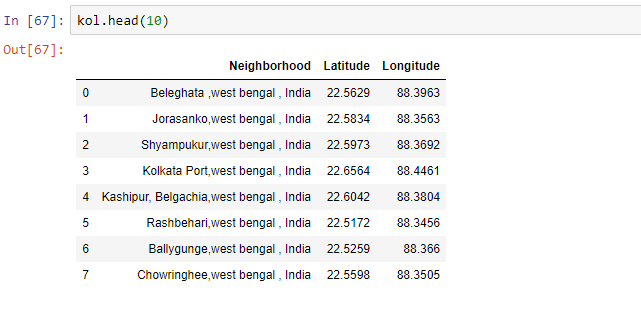 In [67]: kol.head(10)
Out[67]:
Neighborhood Latitude Longitude
0 Beleghata ,west bengal , India 22.5629 88.3963
1 Jorasanko,west bengal , India 22.5834 88.3563
2 Shyampukur,west bengal , India 22.5973 88.3692
3 Kolkata Port,west bengal , India 22.6564 88.4461
4 Kashipur, Belgachia,west bengal , India 22.6042 88.3804
5 Rashbehari,west bengal , India 22.5172 88.3456
6 Ballygunge,west bengal , India 22.5259 88.366
7 Chowringhee,west bengal , India 22.5598 88.3505